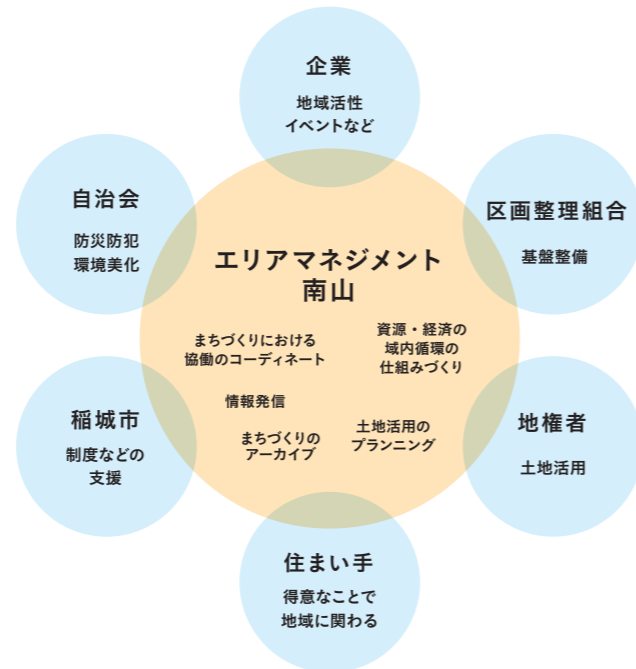 企業
地域活性
イベントなど
自治会
防災防犯
環境美化
区画整理組合
基盤整備
エリアマネジメント
南山
まちづくりにおける
協働のコーディネート
資源・経済の
域内循環の
仕組みづくり
情報発信
まちづくりの
アーカイブ
土地活用の
プランニング
稲城市
制度などの
支援
地権者
土地活用
住まい手
得意なことで
地域に関わる